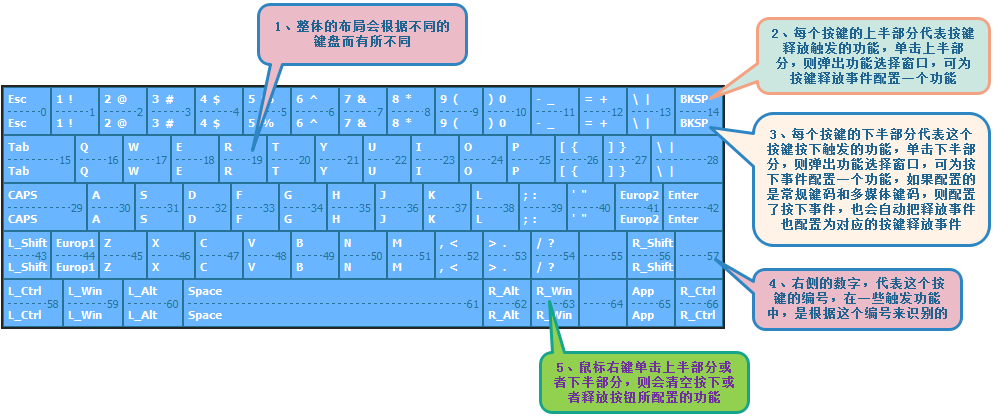 1、整体的布局会根据不同的
键盘而有所不同
2、每个按键的上半部分代表按键
释放触发的功能，单击上半部
分，则弹出功能选择窗口，可为
按键释放事件配置一个功能
Esc 1 ! 2 @ 3 # 4 $ 5 % 6 ^ 7 & 8 * 9 ( ) 0 - _ = + \ | BKSP
0 1 2 3 4 5 6 7 8 9 10 11 12 13 14
Esc 1 ! 2 @ 3 # 4 $ 5 % 6 ^ 7 & 8 * 9 ( ) 0 - _ = + \ | BKSP
Tab Q W E R T Y U I O P [ { ] } \ |
15 16 17 18 19 20 21 22 23 24 25 26 27 28
Tab Q W E R T Y U I O P [ { ] } \ |
CAPS A S D F G H J K L ; : ' " Europ2 Enter
29 30 31 32 33 34 35 36 37 38 39 40 41 42
CAPS A S D F G H J K L ; : ' " Europ2 Enter
L_Shift Europ1 Z X C V B N M , < > . / ? R_Shift
43 44 45 46 47 48 49 50 51 52 53 54 55 56 57
L_Shift Europ1 Z X C V B N M , < > . / ? R_Shift
L_Ctrl L_Win L_Alt Space R_Alt R_Win App R_Ctrl
58 59 60 61 62 63 64 65 66
L_Ctrl L_Win L_Alt Space R_Alt R_Win App R_Ctrl
3、每个按键的下半部分代表这个
按键按下触发的功能，单击下半部
分，则弹出功能选择窗口，可为按
下事件配置一个功能，如果配置的
是常规键码和多媒体键码，则配置
了按下事件，也会自动把释放事件
也配置为对应的按键释放事件
4、右侧的数字，代表这个按
键的编号，在一些触发功能
中，是根据这个编号来识别的
5、鼠标右键单击上半部分或
者下半部分，则会清空按下或
者释放按钮所配置的功能